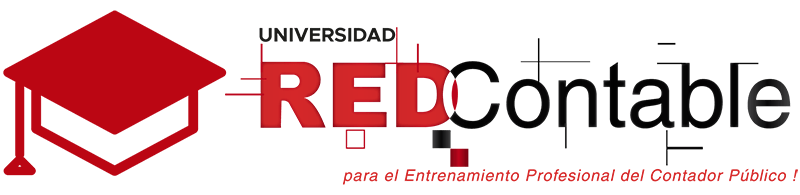 UNIVERSIDAD
REDContable
para el Entrenamiento Profesional del Contador Público !